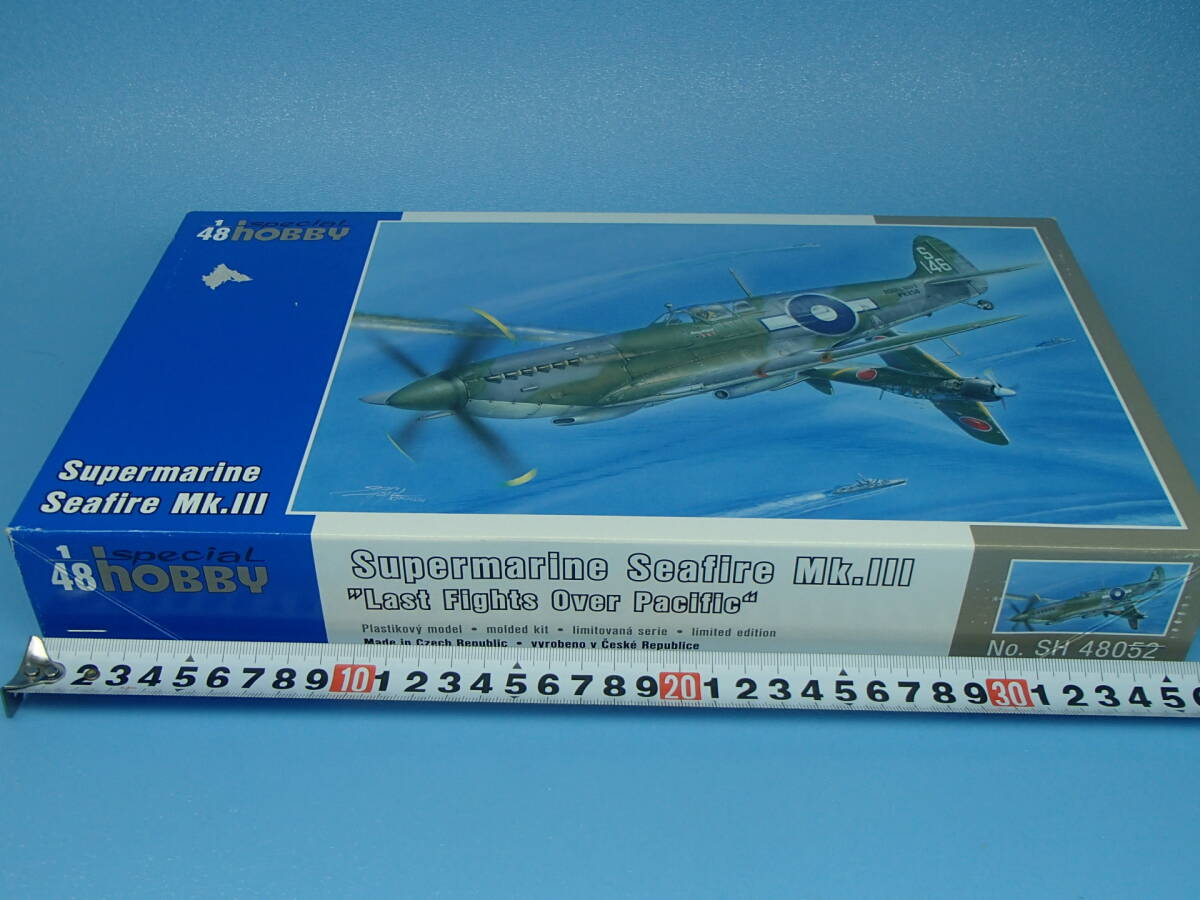 1
48 special
hobby
S
146
Supermarine
Seafire Mk.III
1
48 special
hobby
Supermarine Seafire Mk.III
"Last Fights Over Pacific“
Plastikový model • molded kit • limitovaná serie • limited edition
Made in Czech Republic • vyrobeno v České Republice
No. SH 48052
2 3 4 5 6 7 8 9 10 1 2 3 4 5 6 7 8 9 20 1 2 3 4 5 6 7 8 9 30 1 2 3 4 5 6